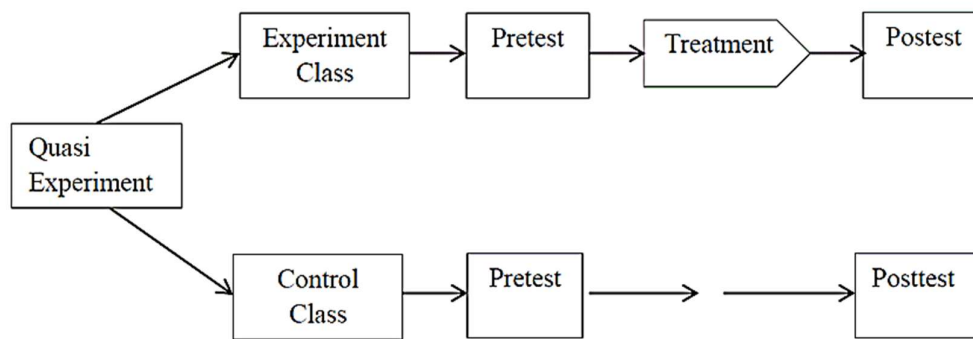 Experiment
Class
Pretest
Treatment
Postest
Quasi
Experiment
Control
Class
Pretest
Posttest